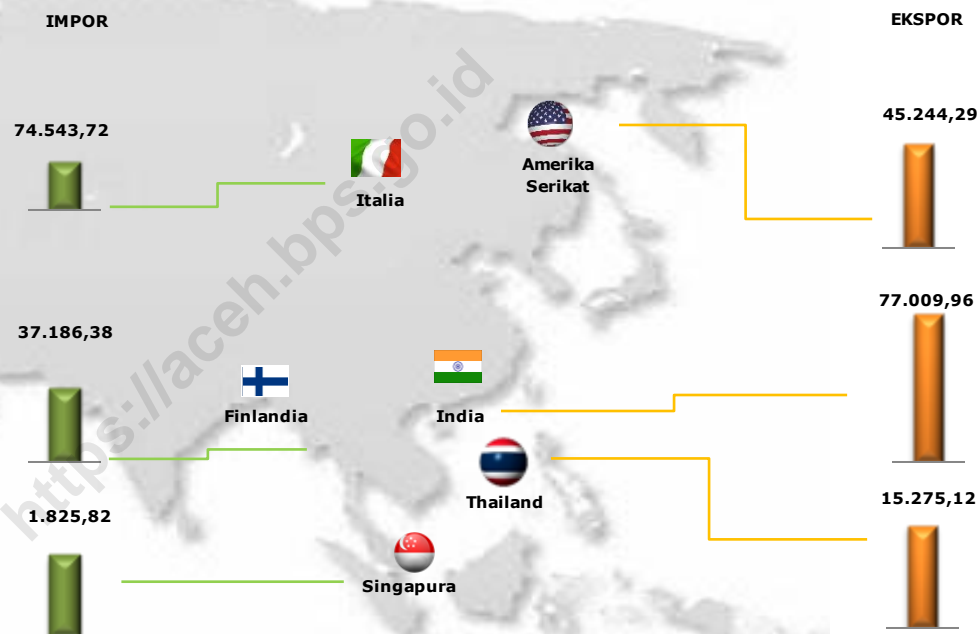 IMPOR
EKSPOR
74.543,72
45.244,29
Amerika
Serikat
Italia
77.009,96
37.186,38
Finlandia
India
Thailand
15.275,12
1.825,82
Singapura
https://aceh.bps.go.id